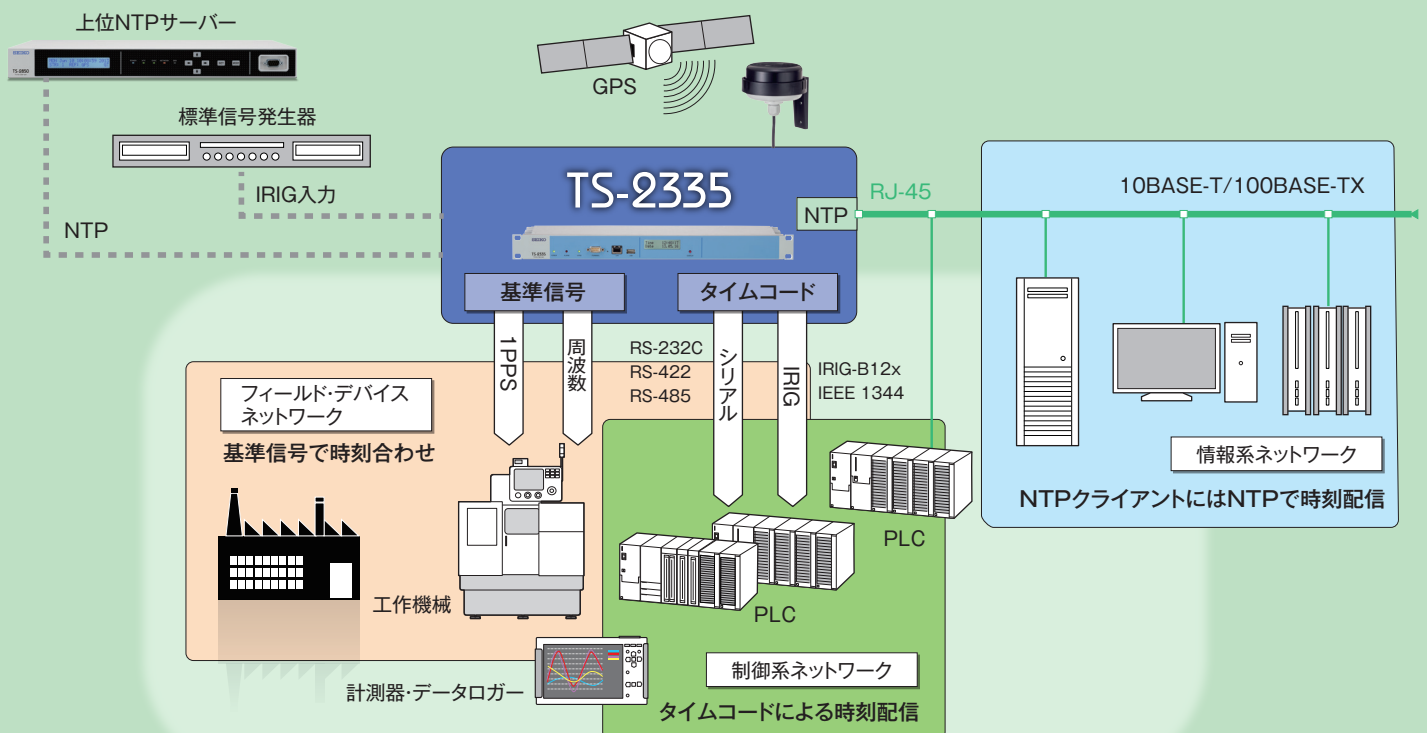 上位NTPサーバー
SEIKO
TS-2850
GPS
標準信号発生器
IRIG入力
NTP
TS-2335
NTP
RJ-45
10BASE-T/100BASE-TX
SEIKO
基準信号
タイムコード
1PPS
周波数
RS-232C
RS-422
RS-485
シリアル
IRIG
IRIG-B12x
IEEE 1344
フィールド・デバイス
ネットワーク
基準信号で時刻合わせ
情報系ネットワーク
NTPクライアントにはNTPで時刻配信
PLC
工作機械
PLC
制御系ネットワーク
計測器・データロガー
タイムコードによる時刻配信